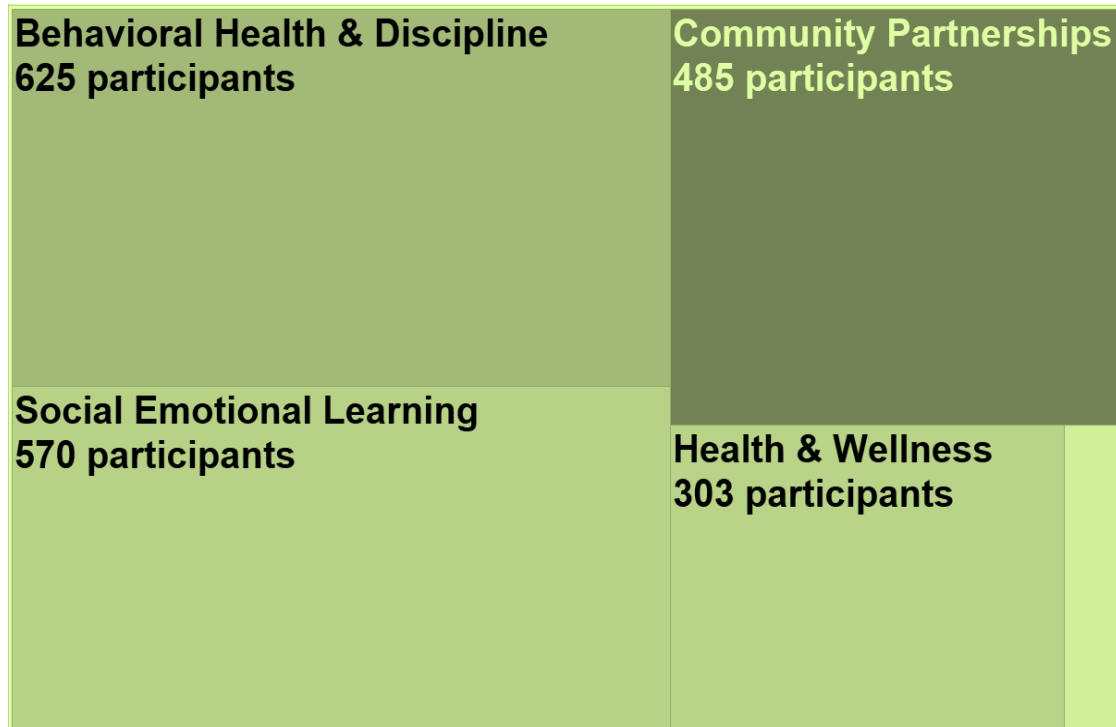 Behavioral Health & Discipline
625 participants
Community Partnerships
485 participants
Social Emotional Learning
570 participants
Health & Wellness
303 participants